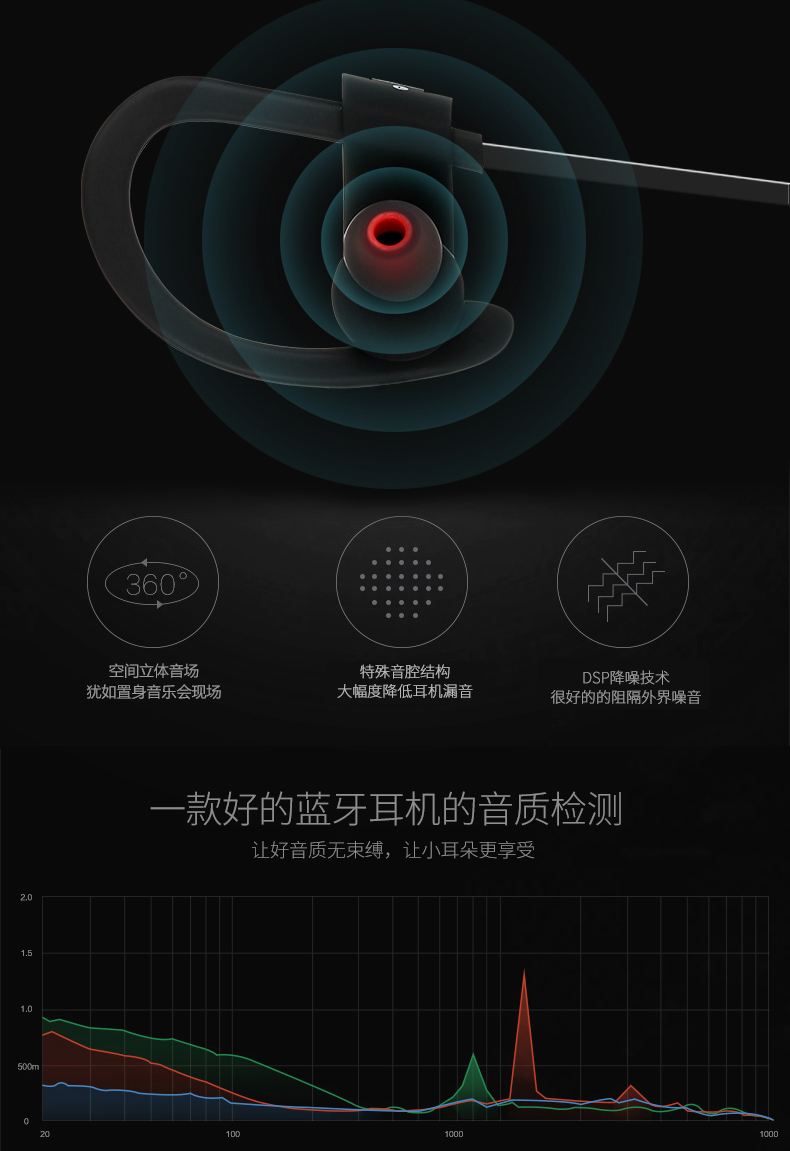 360°
空间立体音场
犹如置身音乐会现场
特殊音腔结构
大幅度降低耳机漏音
DSP降噪技术
很好的的阻隔外界噪音
一款好的蓝牙耳机的音质检测
让好音质无束缚，让小耳朵更享受
2.0
1.5
1.0
500m
0
20
100
1000
1000